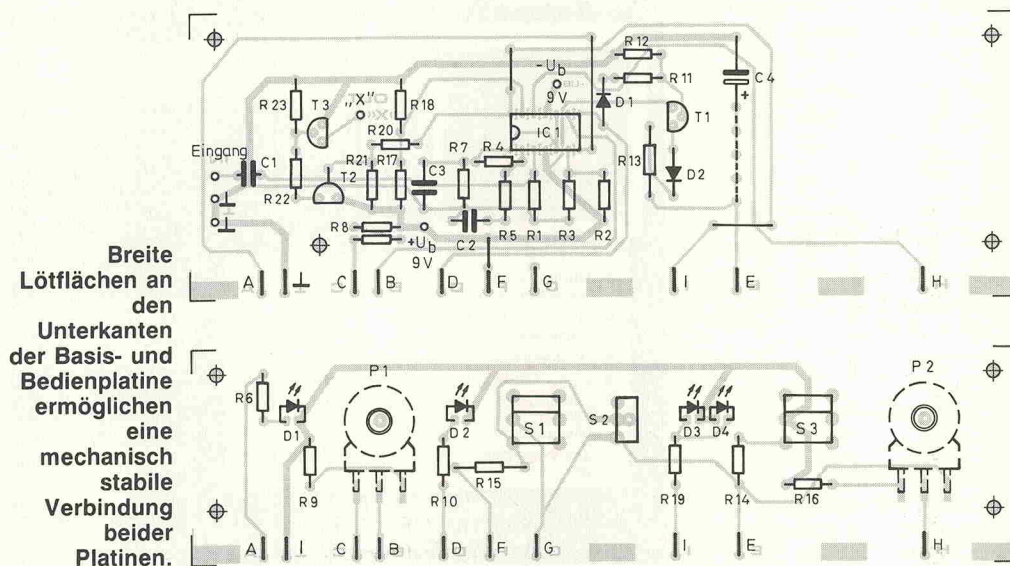 Breite
Lötflächen an
den
Unterkanten
der Basis- und
Bedienplatine
ermöglichen
eine
mechanisch
stabile
Verbindung
beider
Platinen.
R12
-Ub
9V
R11
C4
+
D1
T1
R23
T3
„X"
R18
R20
IC1
Eingang
C1
R21
R17
C3
R7
R4
R13
D2
R22
T2
R8
+Ub
9V
C2
R5
R1
R3
R2
A
⊥
C
B
D
F
G
I
E
H
P1
P2
R6
D1
D2
S1
S2
D3
D4
S3
R9
R10
R15
R19
R14
R16
A
⊥
C
B
D
F
G
I
E
H